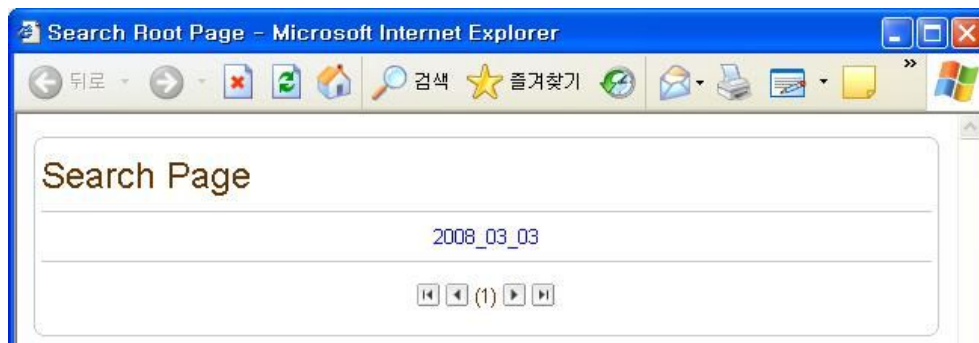 Search Root Page - Microsoft Internet Explorer
뒤로 검색 즐겨찾기 »
Search Page
2008_03_03
(1)